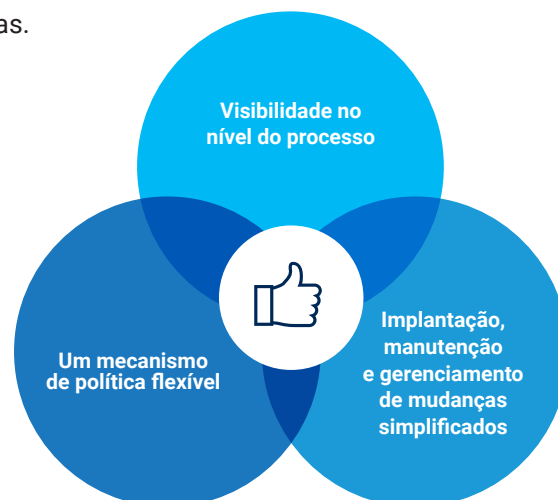 as.
Visibilidade no
nível do processo
Um mecanismo
de política flexível
Implantação,
manutenção
e gerenciamento
de mudanças
simplificados